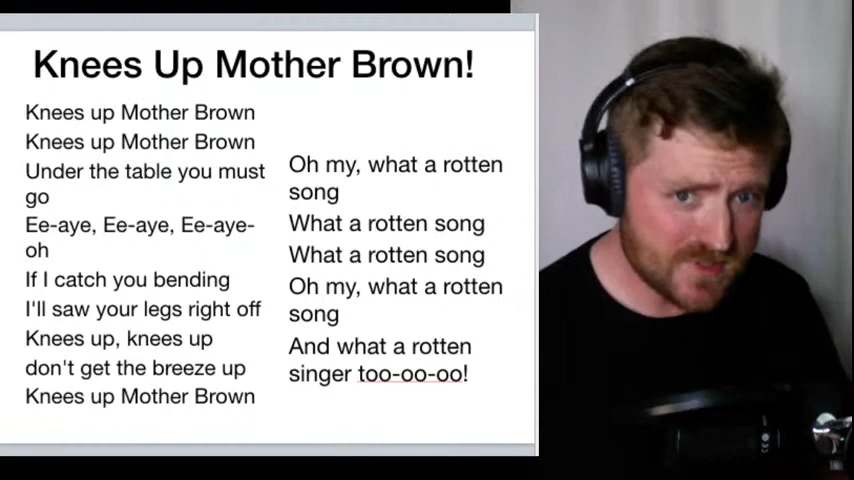 Knees Up Mother Brown!
Knees up Mother Brown
Knees up Mother Brown
Under the table you must
go
Ee-aye, Ee-aye, Ee-aye-
oh
If I catch you bending
I'll saw your legs right off
Knees up, knees up
don't get the breeze up
Knees up Mother Brown
Oh my, what a rotten
song
What a rotten song
What a rotten song
Oh my, what a rotten
song
And what a rotten
singer too-oo-oo!